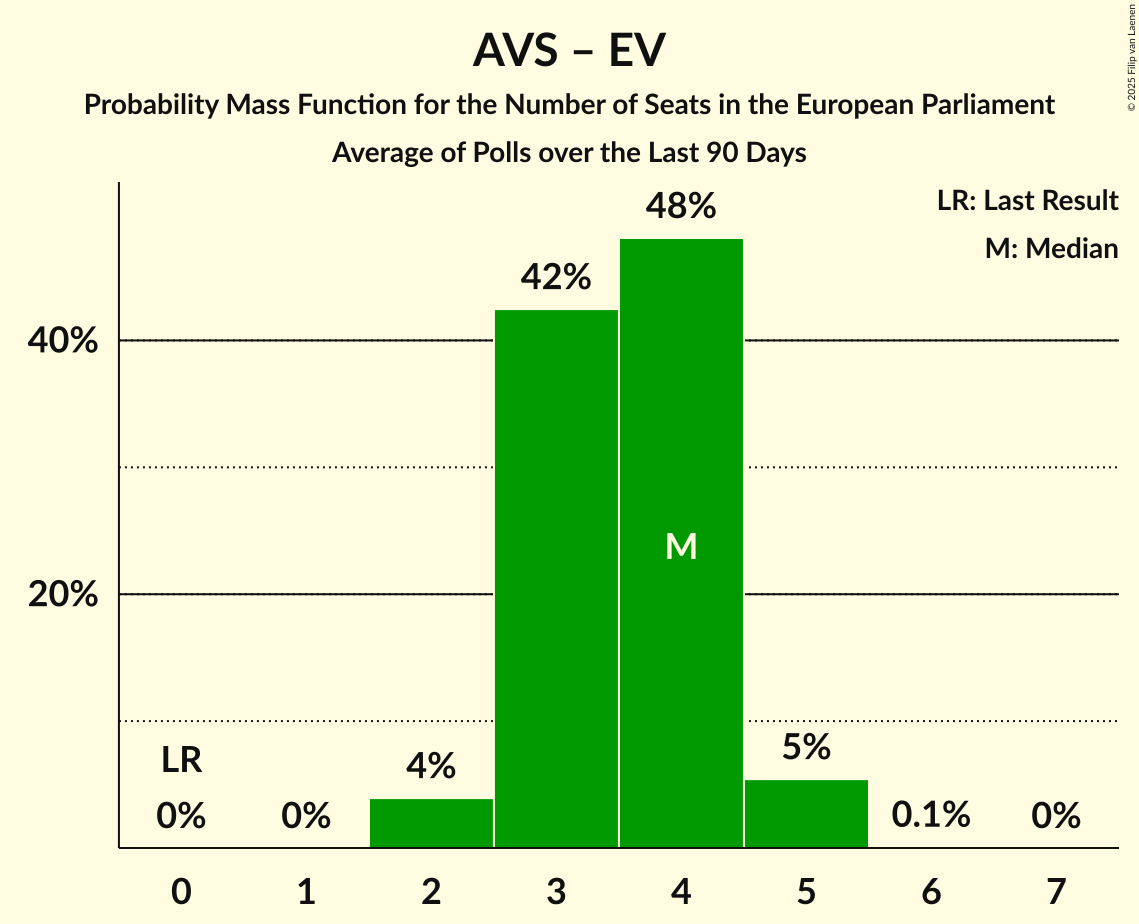 AVS – EV
Probability Mass Function for the Number of Seats in the European Parliament
Average of Polls over the Last 90 Days
© 2025 Filip van Laenen
LR: Last Result
M: Median
48%
42%
40%
M
20%
LR
5%
4%
0%
0%
0.1%
0%
0 1 2 3 4 5 6 7